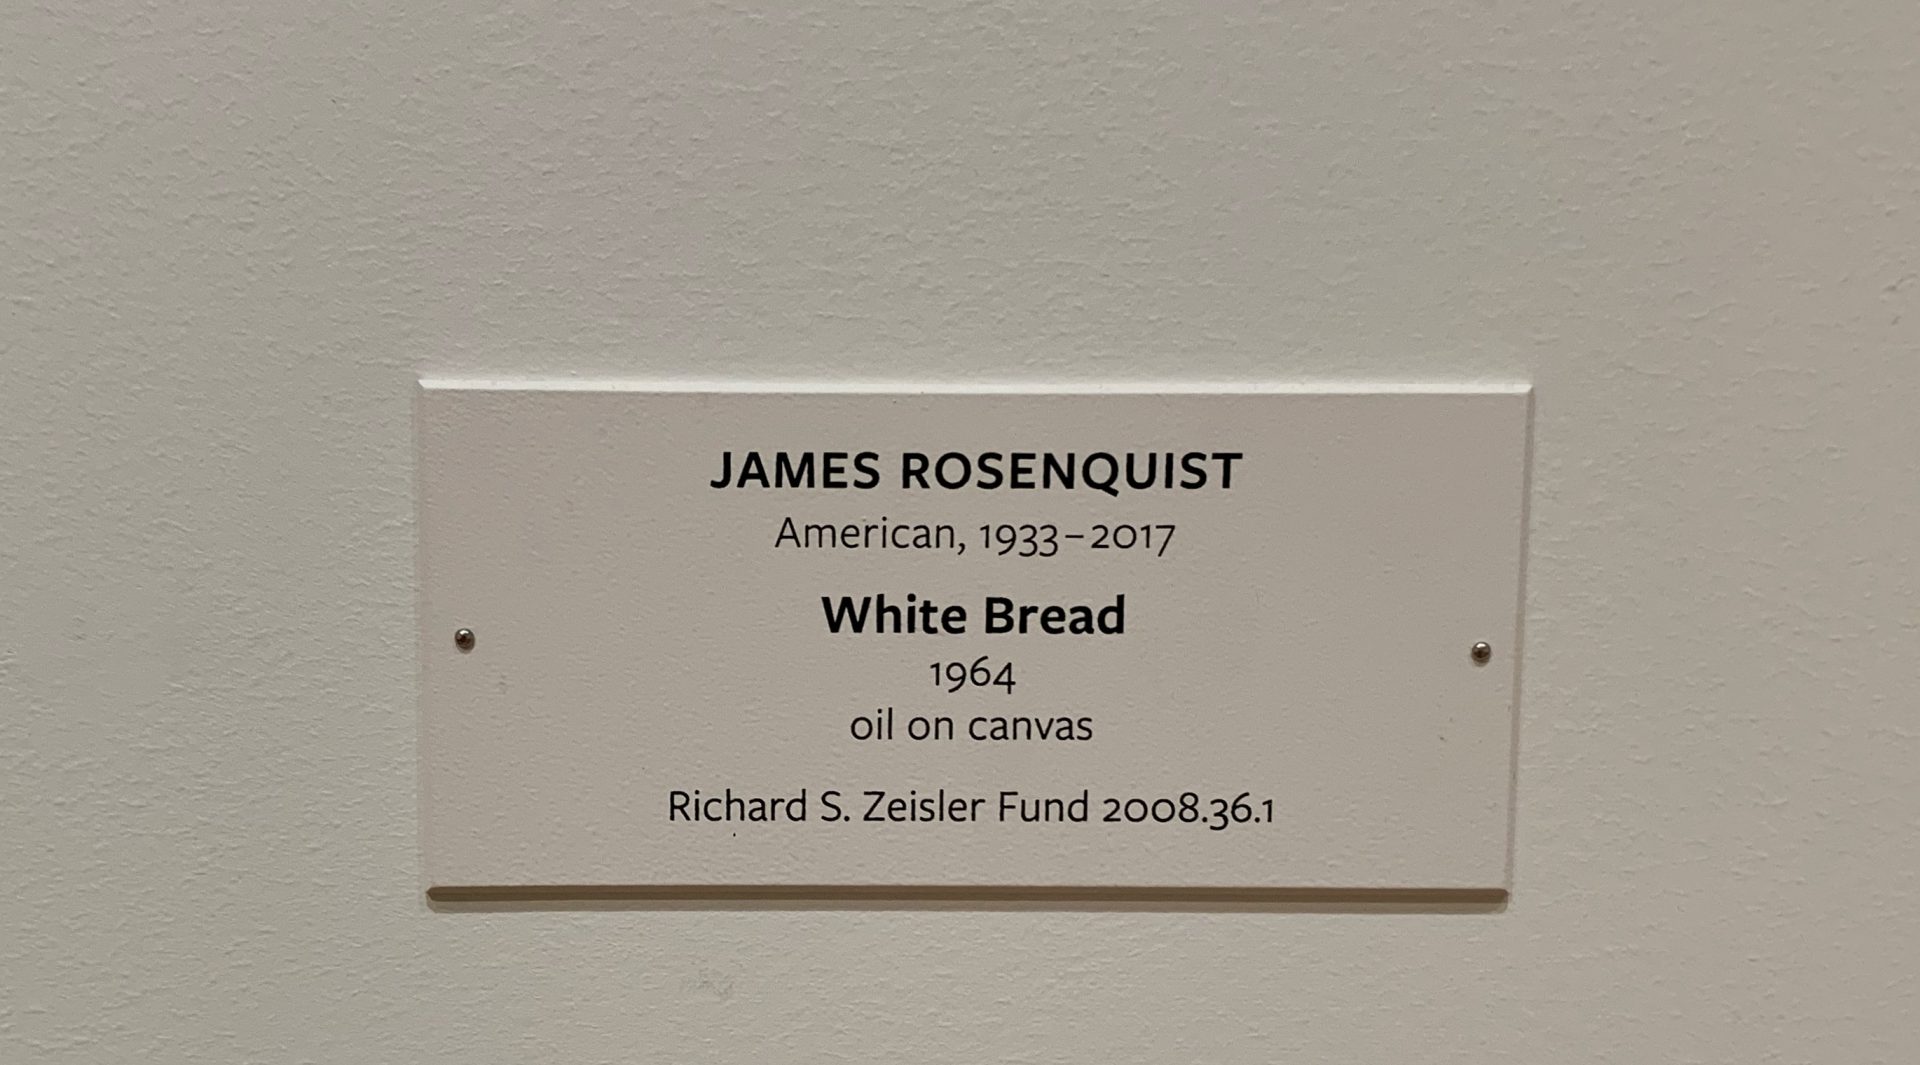 JAMES ROSENQUIST
American, 1933–2017
White Bread
1964
oil on canvas
Richard S. Zeisler Fund 2008.36.1